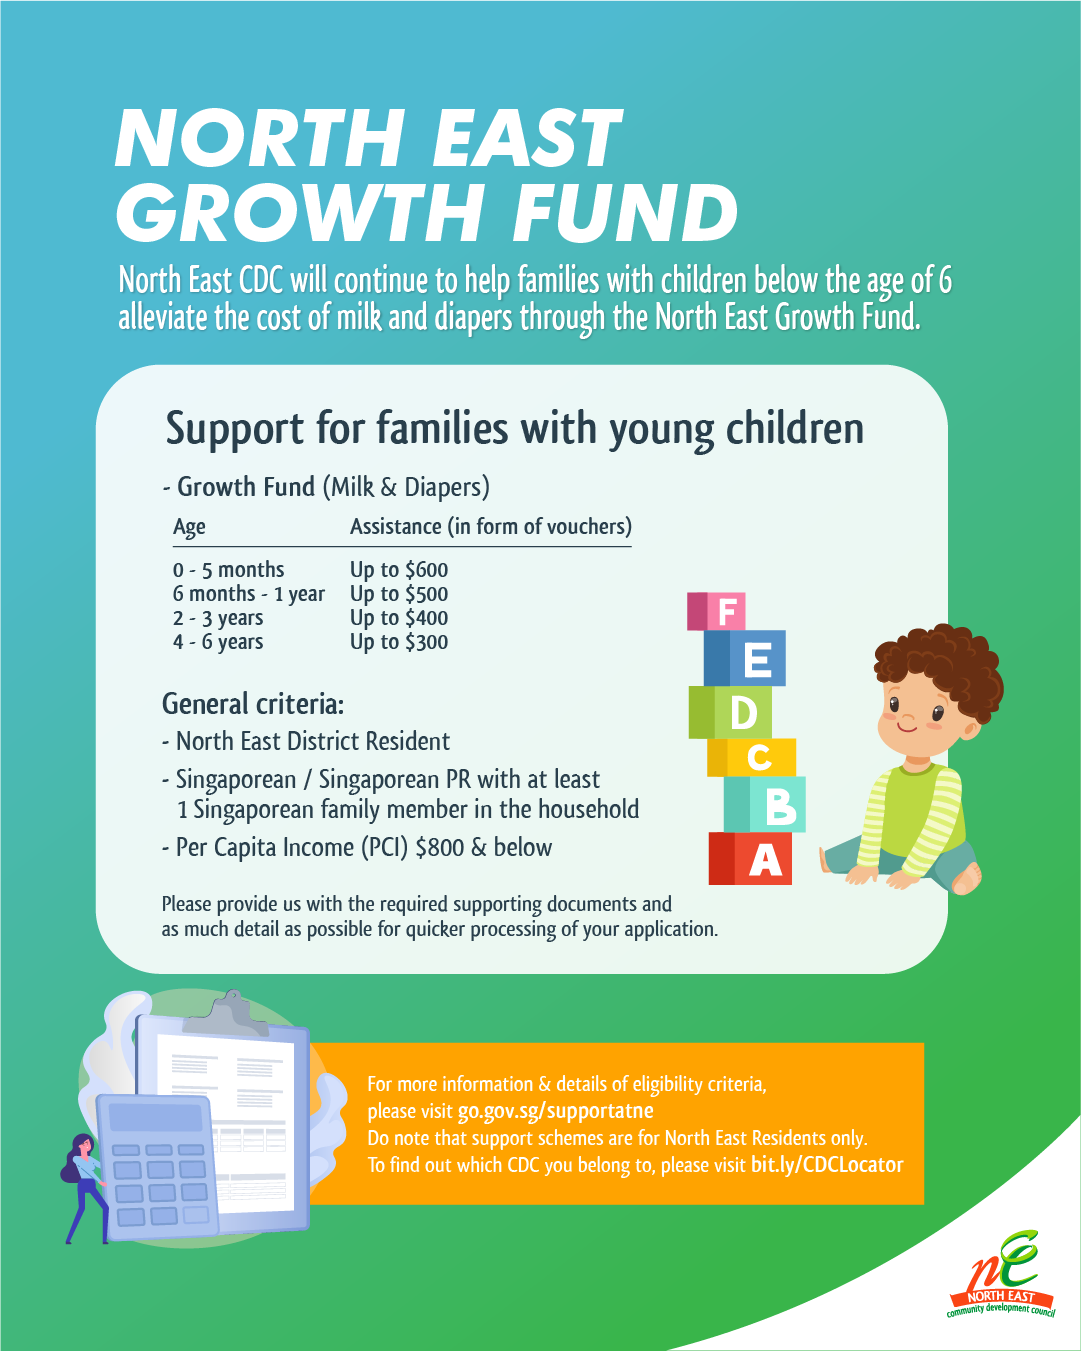 NORTH EAST
GROWTH FUND
North East CDC will continue to help families with children below the age of 6
alleviate the cost of milk and diapers through the North East Growth Fund.
Support for families with young children
- Growth Fund (Milk & Diapers)
Age Assistance (in form of vouchers)
0 - 5 months Up to $600
6 months - 1 year Up to $500
2 - 3 years Up to $400
4 - 6 years Up to $300
General criteria:
- North East District Resident
- Singaporean / Singaporean PR with at least
1 Singaporean family member in the household
- Per Capita Income (PCI) $800 & below
Please provide us with the required supporting documents and
as much detail as possible for quicker processing of your application.
F
E
D
C
B
A
For more information & details of eligibility criteria,
please visit go.gov.sg/supportatne
Do note that support schemes are for North East Residents only.
To find out which CDC you belong to, please visit bit.ly/CDCLocator
nE
NORTH EAST
community development council